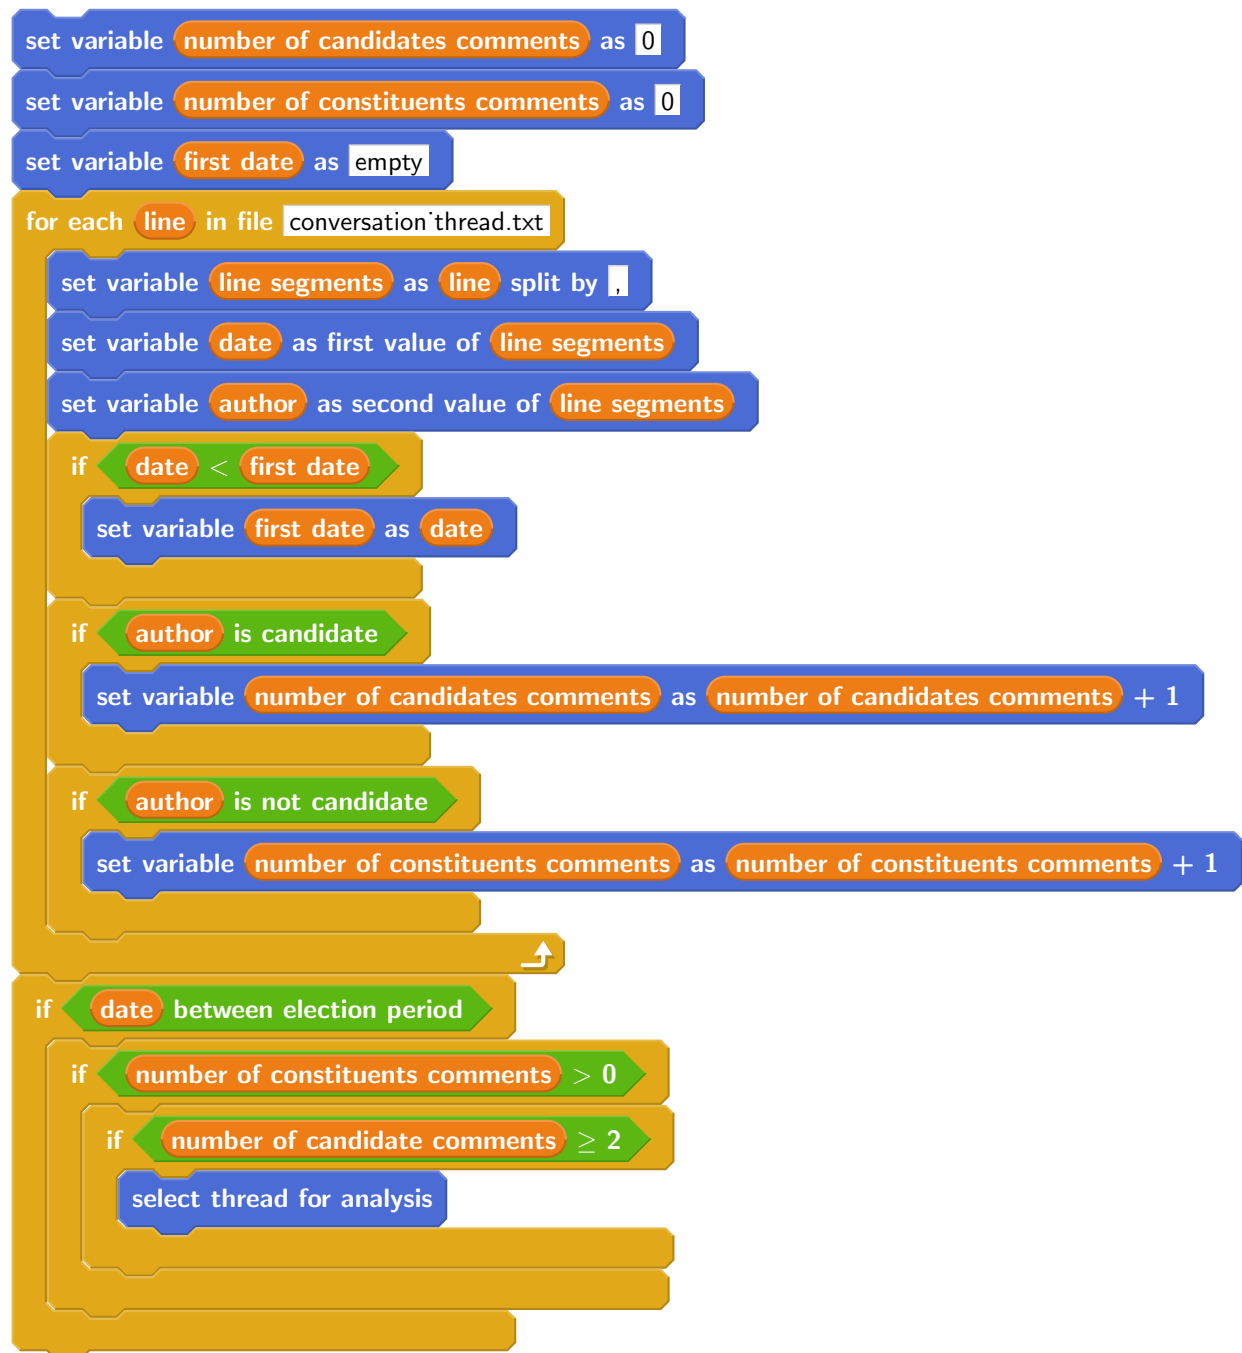 set variable number of candidates comments as 0
set variable number of constituents comments as 0
set variable first date as empty
for each line in file conversation˙thread.txt
set variable line segments as line split by ,
set variable date as first value of line segments
set variable author as second value of line segments
if date < first date
set variable first date as date
if author is candidate
set variable number of candidates comments as number of candidates comments + 1
if author is not candidate
set variable number of constituents comments as number of constituents comments + 1
if date between election period
if number of constituents comments > 0
if number of candidate comments ≥ 2
select thread for analysis